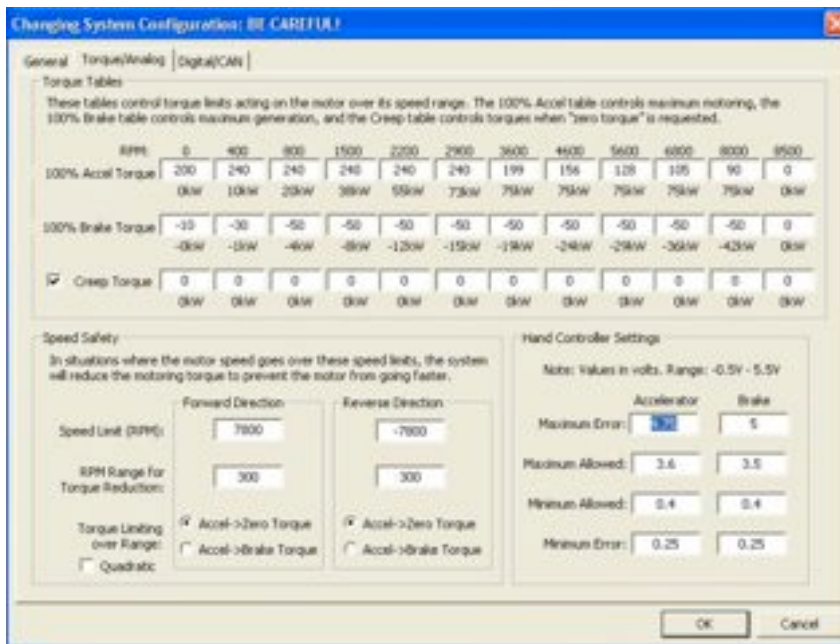 Changing System Configuration: BE CAREFUL!
General Torque/Analog Digital/CAN
Torque Tables
These tables control torque limits acting on the motor over its speed range. The 100% Accel table controls maximum motoring, the
100% Brake table controls maximum generation, and the Creep table controls torques when "zero torque" is requested.
RPM: 0 400 800 1500 2200 2900 3600 4600 5600 6800 8000 8500
100% Accel Torque 200 240 240 240 240 240 199 156 128 105 90 0
0kW 10kW 20kW 38kW 55kW 73kW 75kW 75kW 75kW 75kW 75kW 0kW
100% Brake Torque -10 -30 -50 -50 -50 -50 -50 -50 -50 -50 -50 0
-0kW -1kW -4kW -8kW -12kW -15kW -19kW -24kW -29kW -36kW -42kW 0kW
Creep Torque 0 0 0 0 0 0 0 0 0 0 0 0
0kW 0kW 0kW 0kW 0kW 0kW 0kW 0kW 0kW 0kW 0kW 0kW
Speed Safety
In situations where the motor speed goes over these speed limits, the system
will reduce the motoring torque to prevent the motor from going faster.
Forward Direction Reverse Direction
Speed Limit (RPM): 7800 -7800
RPM Range for
Torque Reduction: 300 300
Torque Limiting
over Range:
Accel->Zero Torque Accel->Zero Torque
Accel->Brake Torque Accel->Brake Torque
Quadratic
Hand Controller Settings
Note: Values in volts. Range: -0.5V - 5.5V
Accelerator Brake
Maximum Error: 5
Maximum Allowed: 3.6 3.5
Minimum Allowed: 0.4 0.4
Minimum Error: 0.25 0.25
OK Cancel